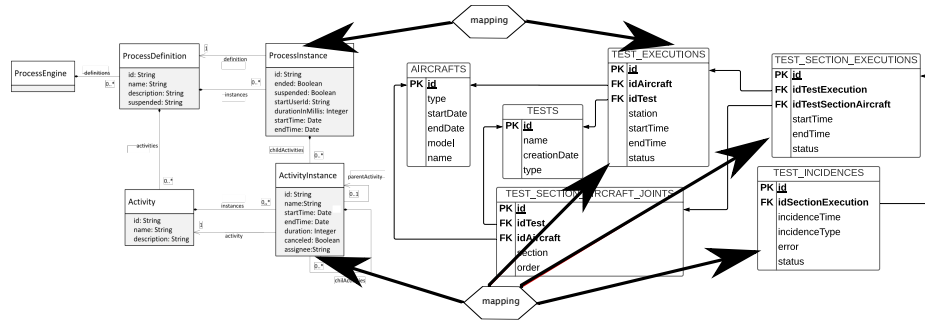 mapping
ProcessEngine
-definitions
0..*
ProcessDefinition
id: String
name: String
description: String
suspended: String
1
definition
-instances
0..*
ProcessInstance
id: String
ended: Boolean
suspended: Boolean
startUserId: String
durationInMillis: Integer
startTime: Date
endTime: Date
childActivities
0..*
activities
0..*
Activity
id: String
name: String
description: String
instances
0..*
1
activity
ActivityInstance
id: String
name:String
startTime: Date
endTime: Date
duration: Integer
canceled: Boolean
assignee:String
parentActivity
0..1
0..*
chilActivities
AIRCRAFTS
PK id
type
startDate
endDate
model
name
TESTS
PK id
name
creationDate
type
TEST_EXECUTIONS
PK id
FK idAircraft
FK idTest
station
startTime
endTime
status
TEST_SECTION_EXECUTIONS
PK id
FK idTestExecution
FK idTestSectionAircraft
startTime
endTime
status
TEST_SECTION_AIRCRAFT_JOINTS
PK id
FK idTest
FK idAircraft
section
order
TEST_INCIDENCES
PK id
FK idSectionExecution
incidenceTime
incidenceType
error
status
mapping